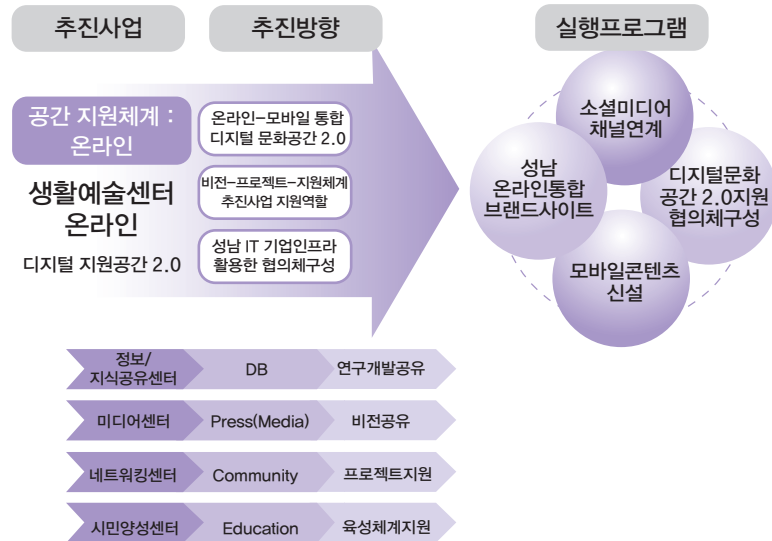 추진사업
추진방향
실행프로그램
공간 지원체계 :
온라인
생활예술센터
온라인
디지털 지원공간 2.0
온라인-모바일 통합
디지털 문화공간 2.0
비전-프로젝트-지원체계
추진사업 지원역할
성남 IT 기업인프라
활용한 협의체구성
소셜미디어
채널연계
성남
온라인통합
브랜드사이트
디지털문화
공간 2.0지원
협의체구성
모바일콘텐츠
신설
정보/
지식공유센터
DB
연구개발공유
미디어센터
Press(Media)
비전공유
네트워킹센터
Community
프로젝트지원
시민양성센터
Education
육성체계지원